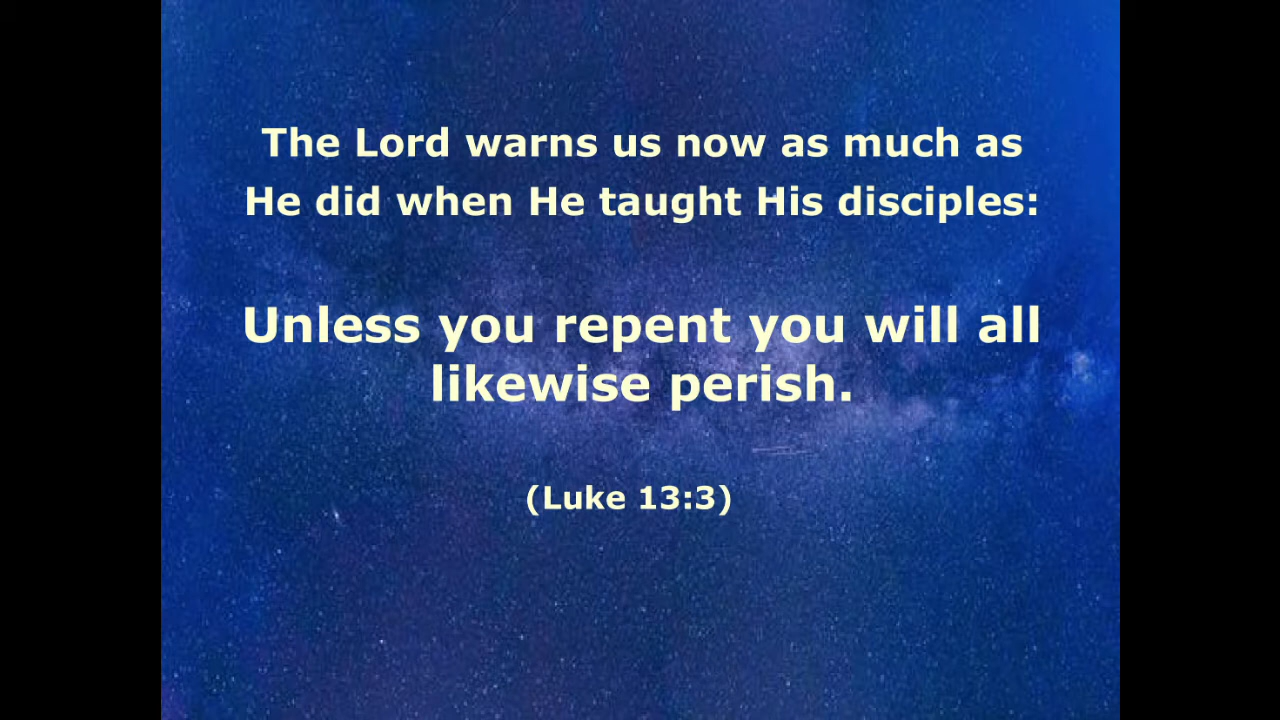 The Lord warns us now as much as
He did when He taught His disciples:
Unless you repent you will all
likewise perish.
(Luke 13:3)